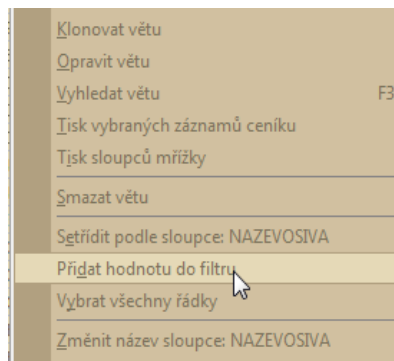 Klonovat větu
Opravit větu
Vyhledat větu F3
Tisk vybraných záznamů ceníku
Tisk sloupců mřížky
Smazat větu
Setřídit podle sloupce: NAZEVOSIVA
Přidat hodnotu do filtru
Vybrat všechny řádky
Změnit název sloupce: NAZEVOSIVA